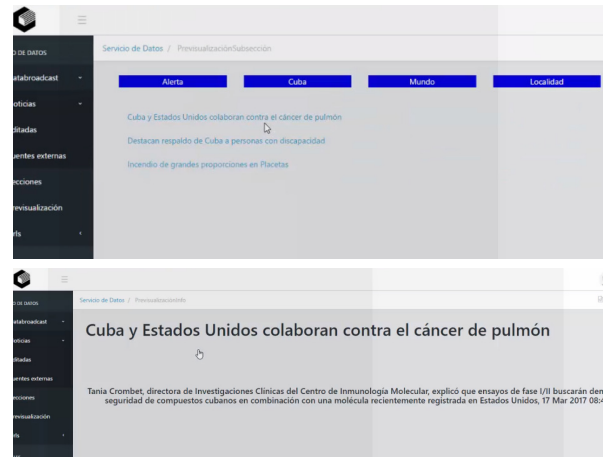 O DE DATOS
Servicio de Datos / PrevisualizaciónSubsección
atabroadcast
Alerta Cuba Mundo Localidad
oticias
Cuba y Estados Unidos colaboran contra el cáncer de pulmón
ditadas
Destacan respaldo de Cuba a personas con discapacidad
uentes externas
Incendio de grandes proporciones en Placetas
ecciones
revisualización
rls
O DE DATOS
Servicio de Datos / PrevisualizaciónInfo
atabroadcast
Cuba y Estados Unidos colaboran contra el cáncer de pulmón
oticias
ditadas
uentes externas
Tania Crombet, directora de Investigaciones Clínicas del Centro de Inmunología Molecular, explicó que ensayos de fase I/II buscarán dem
ecciones
seguridad de compuestos cubanos en combinación con una molécula recientemente registrada en Estados Unidos, 17 Mar 2017 08:4
revisualización
rls